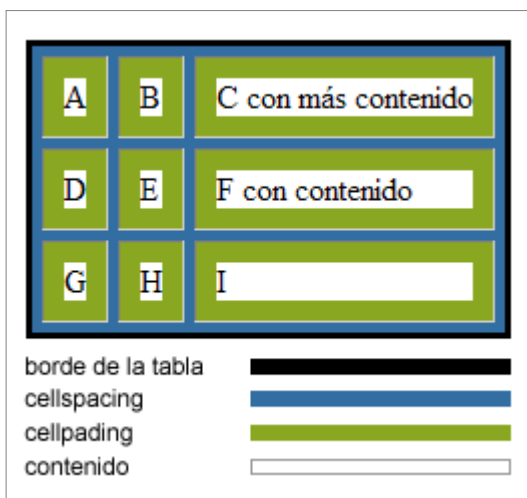 A B C con más contenido
D E F con contenido
G H I
borde de la tabla
cellspacing
cellpading
contenido